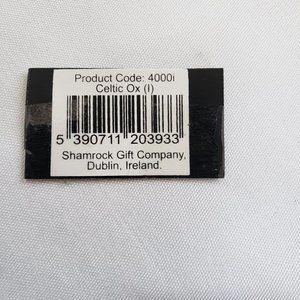 Product Code: 4000i
Celtic Ox (I)
5 390711 203933
Shamrock Gift Company,
Dublin, Ireland.